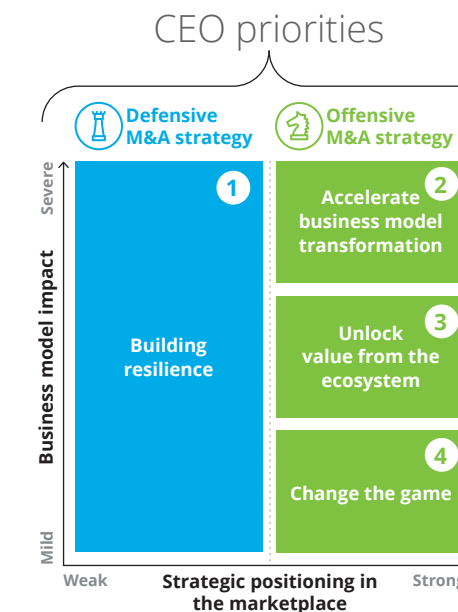 CEO priorities
Defensive
M&A strategy
Offensive
M&A strategy
Severe
Business model impact
Mild
1
Building
resilience
2
Accelerate
business model
transformation
3
Unlock
value from the
ecosystem
4
Change the game
Weak
Strategic positioning in
the marketplace
Strong